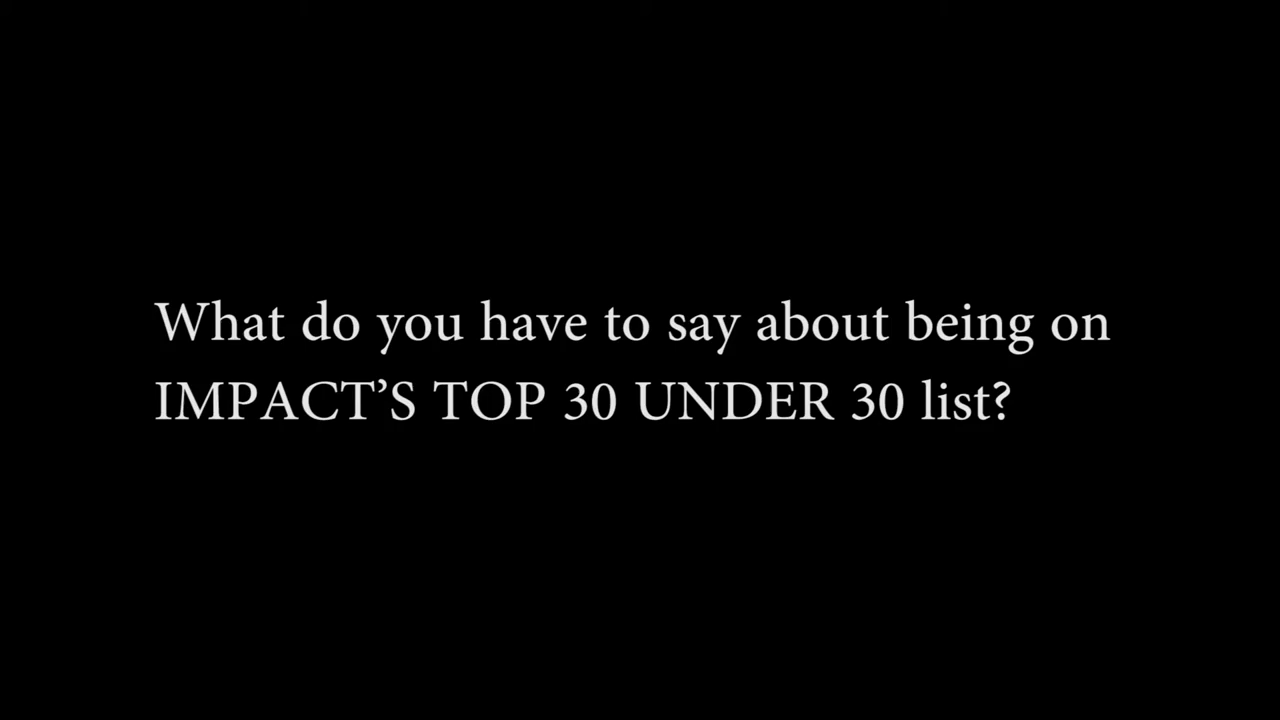 What do you have to say about being on
IMPACT’S TOP 30 UNDER 30 list?